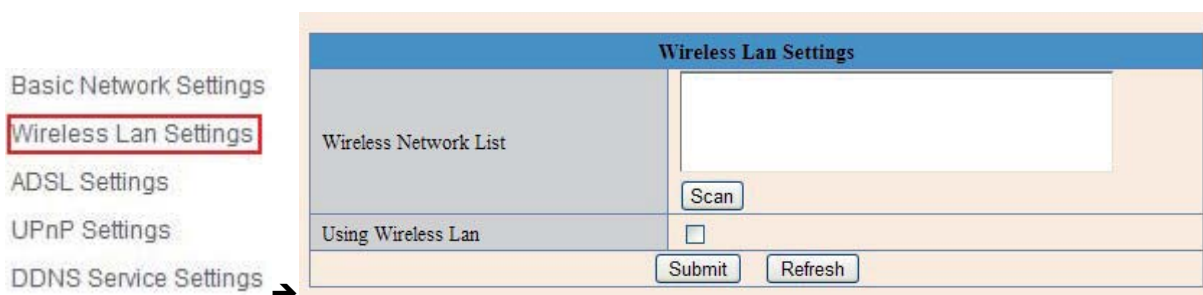 Basic Network Settings
Wireless Lan Settings
ADSL Settings
UPnP Settings
DDNS Service Settings
Wireless Lan Settings
Wireless Network List
Scan
Using Wireless Lan
Submit Refresh